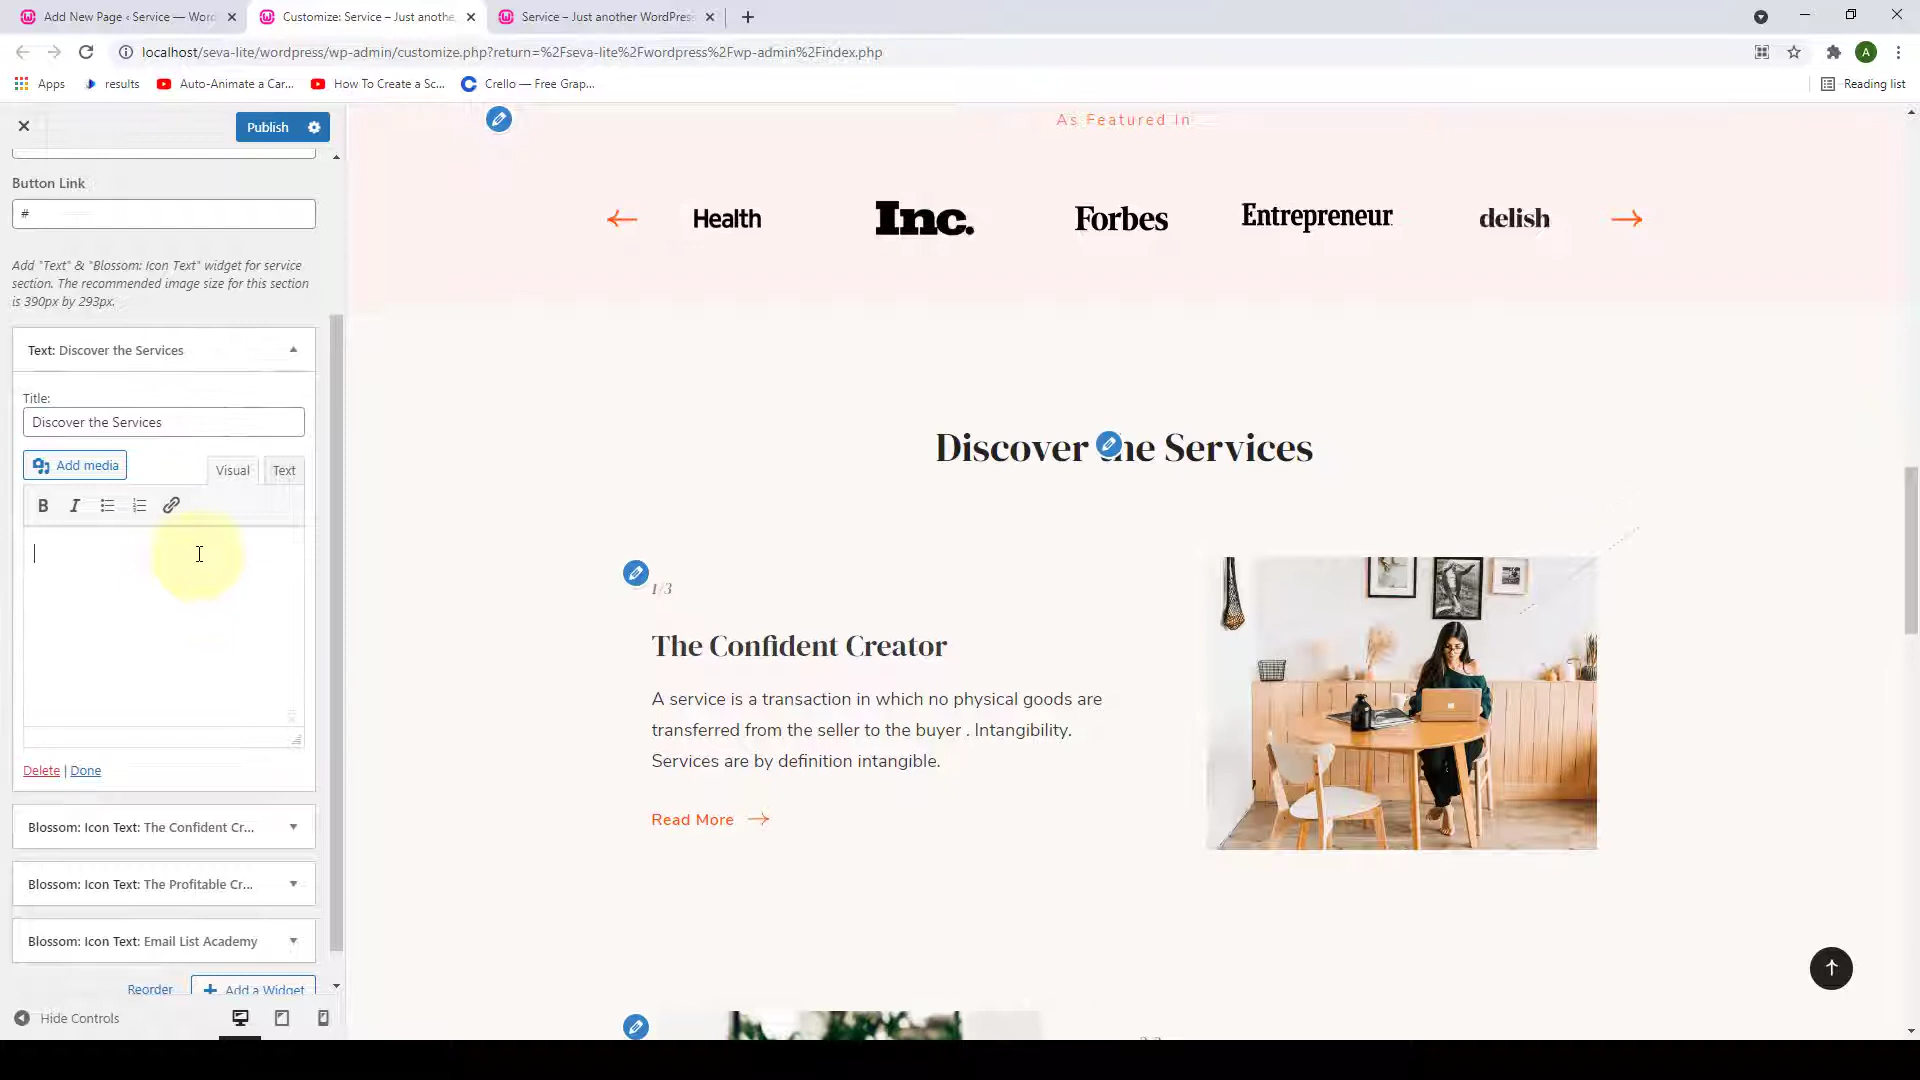 Add New Page ‹ Service — Wor
Customize: Service – Just anothe
Service – Just another WordPress
localhost/seva-lite/wordpress/wp-admin/customize.php?return=%2Fseva-lite%2Fwordpress%2Fwp-admin%2Findex.php
A
Apps
results
Auto-Animate a Car...
How To Create a Sc...
Crello — Free Grap...
Reading list
Publish
Button Link
#
Add "Text" & "Blossom: Icon Text" widget for service
section. The recommended image size for this section
is 390px by 293px.
Text: Discover the Services
Title:
Discover the Services
Add media
Visual
Text
B I
Delete | Done
Blossom: Icon Text: The Confident Cr...
Blossom: Icon Text: The Profitable Cr...
Blossom: Icon Text: Email List Academy
Reorder
Add a Widget
Hide Controls
As Featured In
Health
Inc.
Forbes
Entrepreneur
delish
Discover the Services
1/3
The Confident Creator
A service is a transaction in which no physical goods are
transferred from the seller to the buyer . Intangibility.
Services are by definition intangible.
Read More